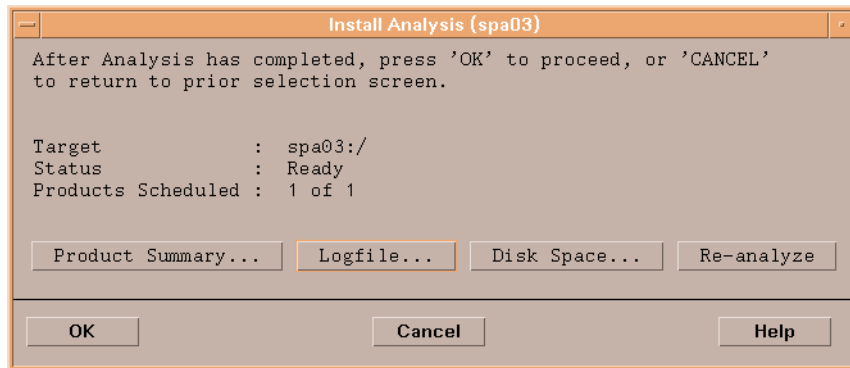 Install Analysis (spa03)
After Analysis has completed, press 'OK' to proceed, or 'CANCEL'
to return to prior selection screen.
Target : spa03:/
Status : Ready
Products Scheduled : 1 of 1
Product Summary... Logfile... Disk Space... Re-analyze
OK Cancel Help